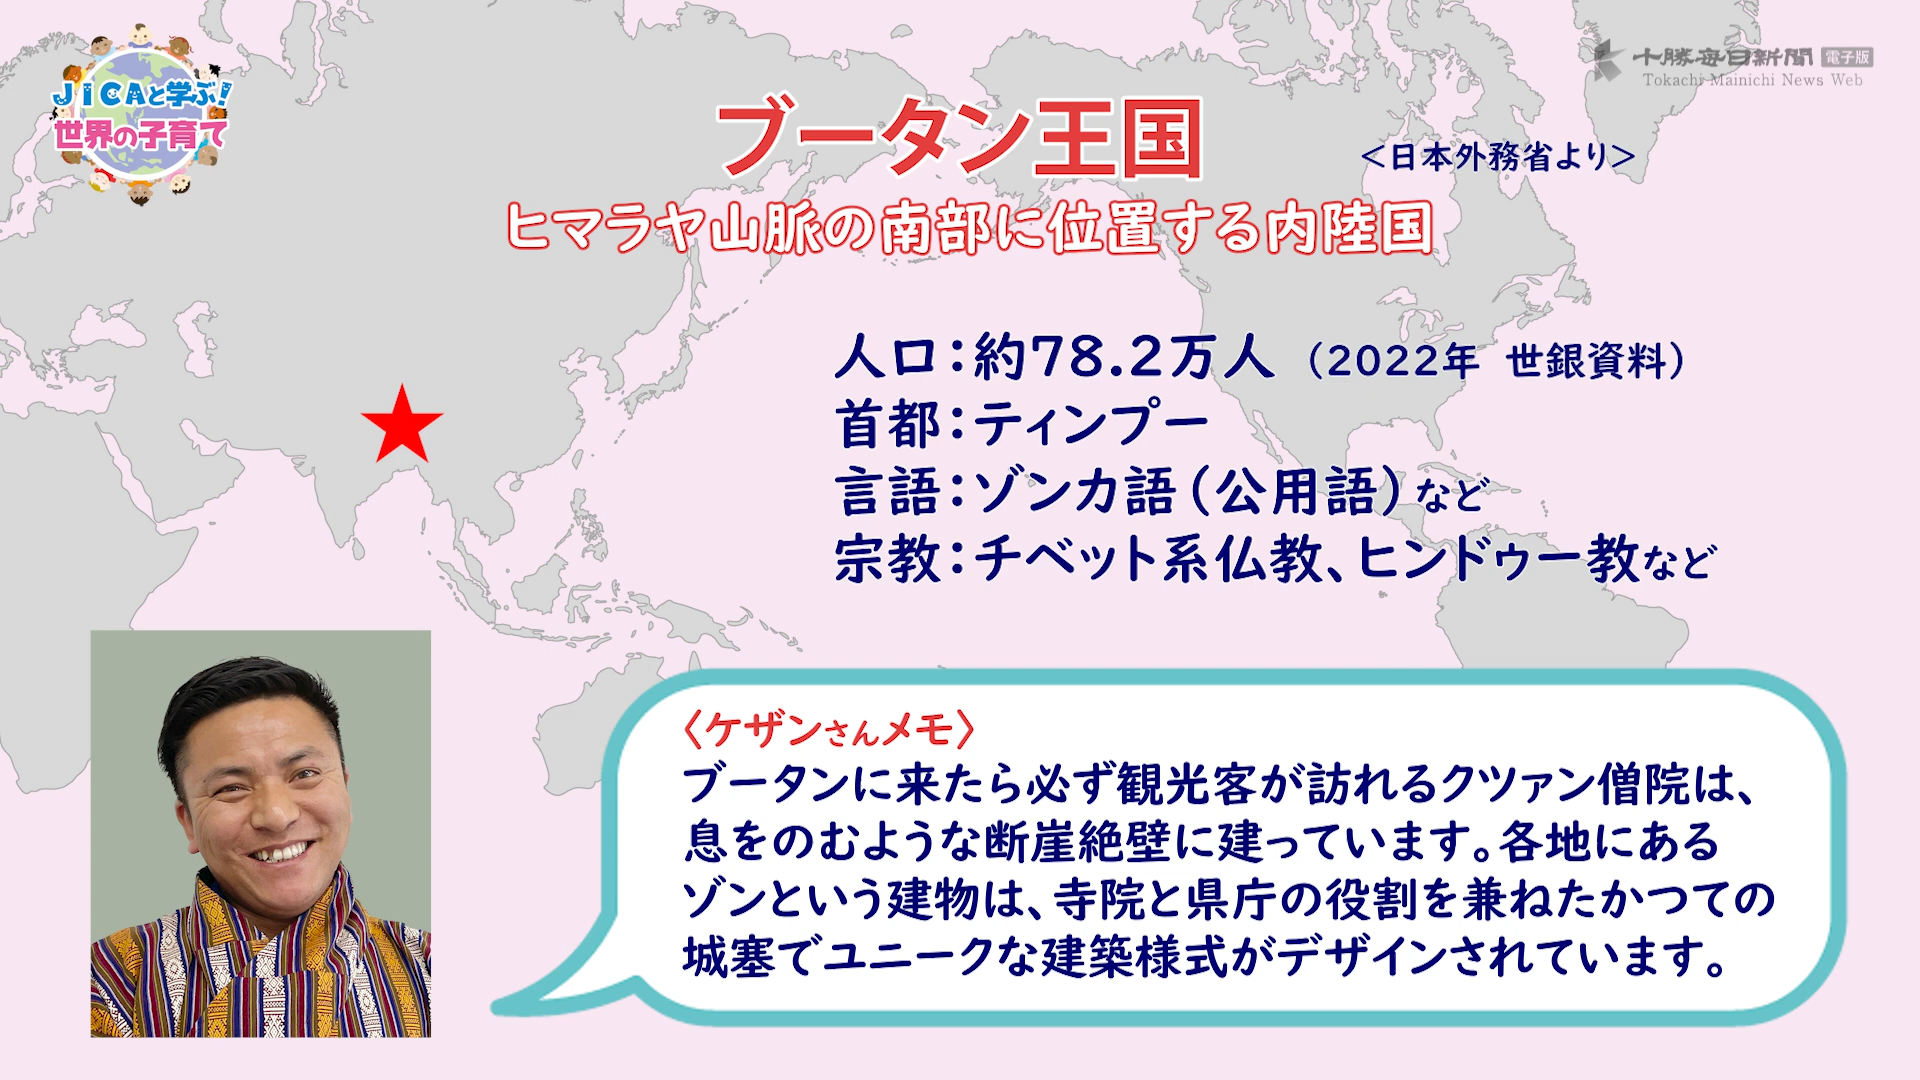 JICAと学ぶ!
世界の子育て
十勝毎日新聞 電子版
Tokachi Mainichi News Web
ブータン王国
<日本外務省より>
ヒマラヤ山脈の南部に位置する内陸国
人口:約78.2万人(2022年 世銀資料)
首都:ティンプー
言語:ゾンカ語(公用語)など
宗教:チベット系仏教、ヒンドゥー教など
〈ケザンさんメモ〉
ブータンに来たら必ず観光客が訪れるクツァン僧院は、
息をのむような断崖絶壁に建っています。各地にある
ゾンという建物は、寺院と県庁の役割を兼ねたかつての
城塞でユニークな建築様式がデザインされています。